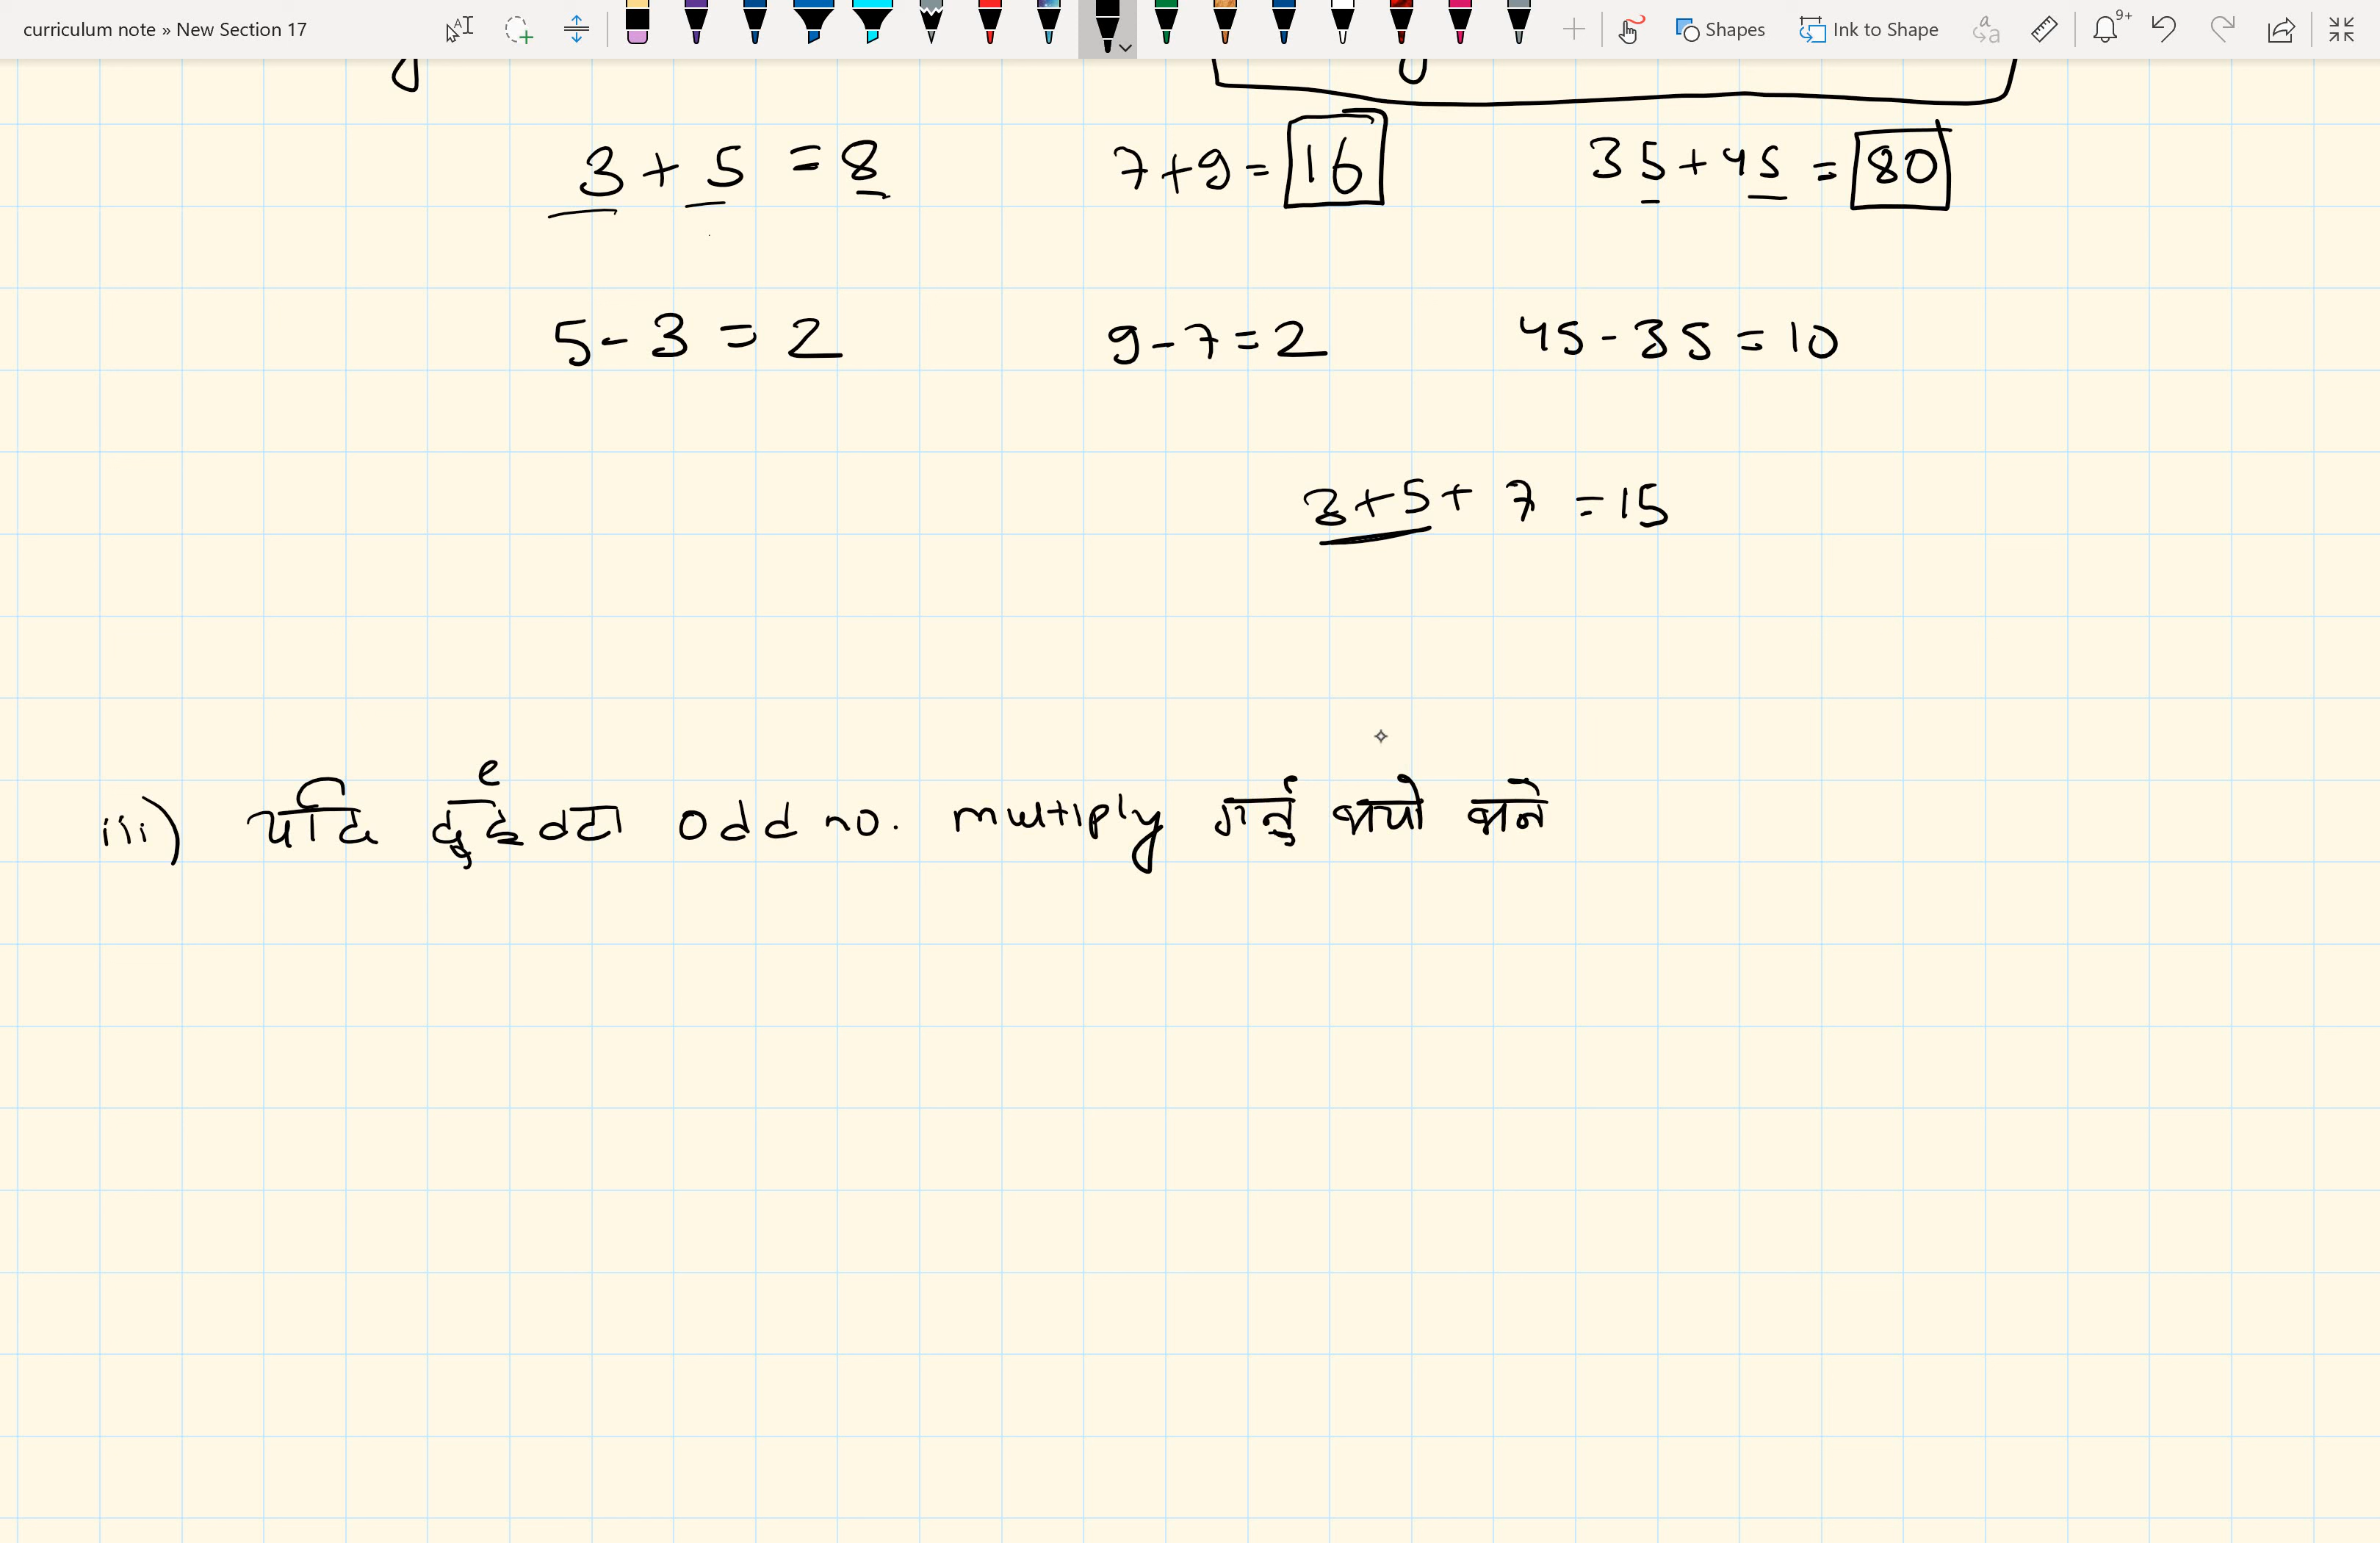 curriculum note » New Section 17 Shapes Ink to Shape 9+
3 + 5 = 8 7+9= 16 35+45 = 80
5 - 3 = 2 9-7=2 45-35=10
3+5+ 7 =15
iii) यदि दुईवटा odd no. multiply गर्नु भयो भने